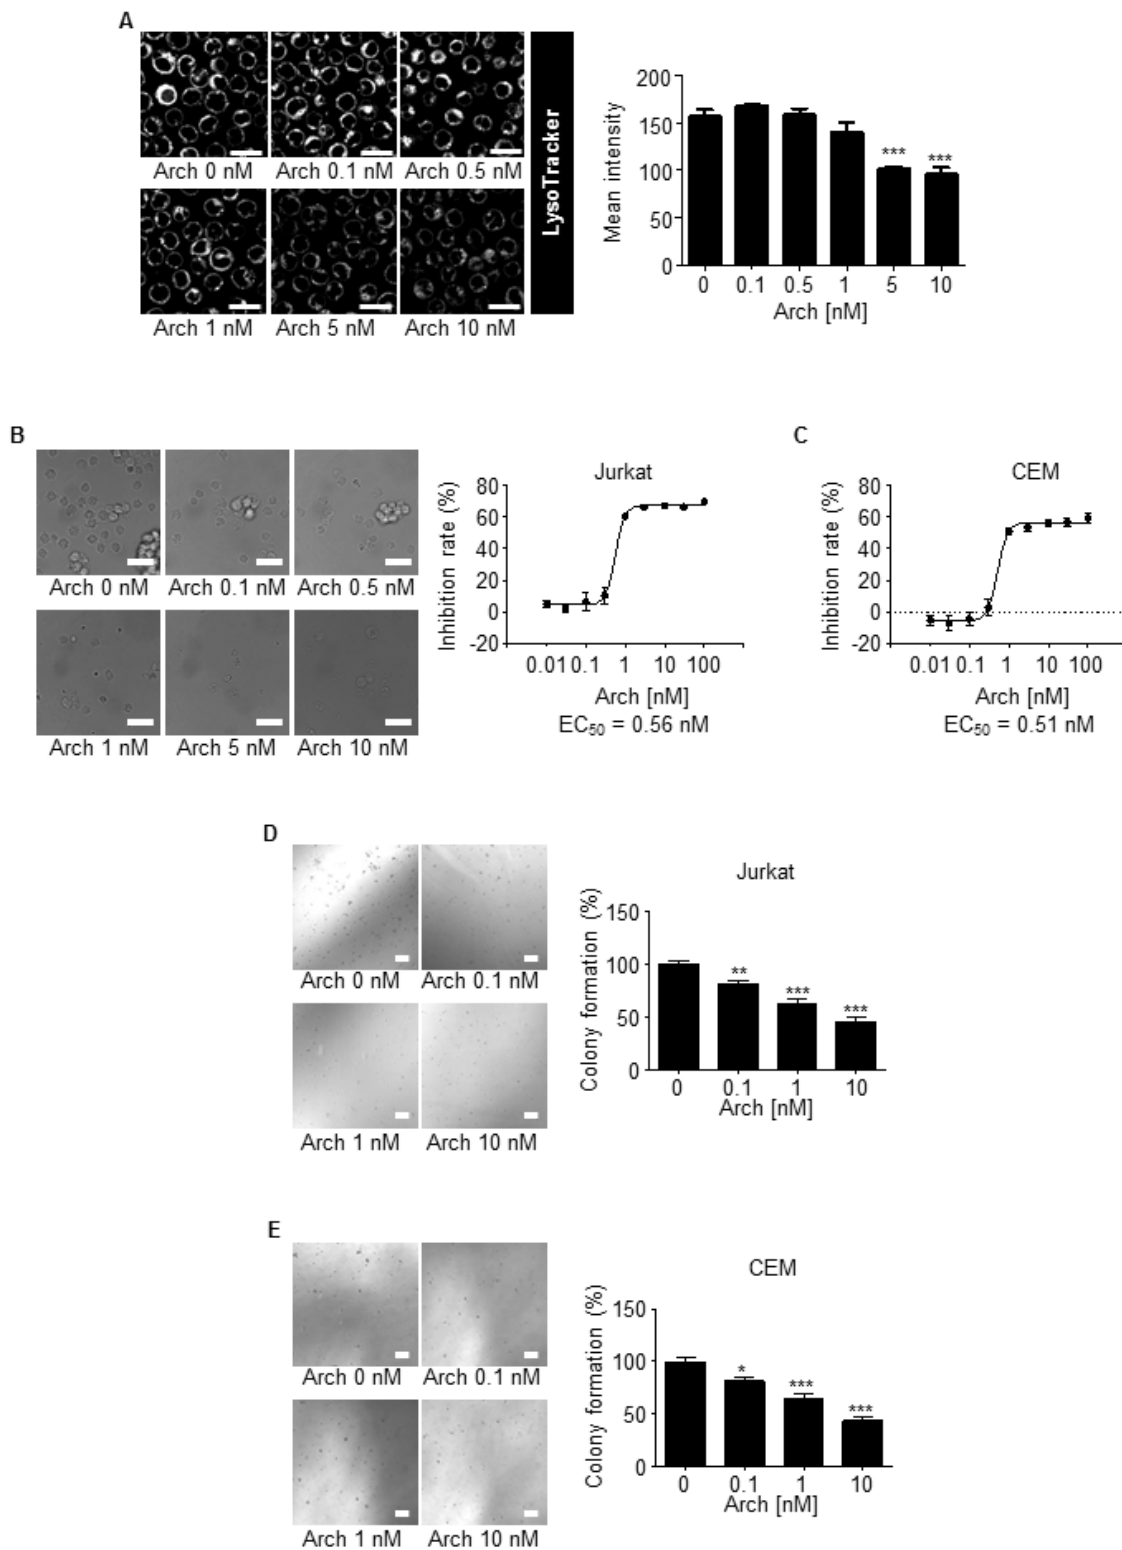 A
Arch 0 nM
Arch 0.1 nM
Arch 0.5 nM
Arch 1 nM
Arch 5 nM
Arch 10 nM
LysoTracker
Mean intensity
200
150
100
50
0
0 0.1 0.5 1 5 10
*** ***
Arch [nM]
B
Arch 0 nM
Arch 0.1 nM
Arch 0.5 nM
Arch 1 nM
Arch 5 nM
Arch 10 nM
Jurkat
Inhibition rate (%)
80
60
40
20
0
-20
0.01 0.1 1 10 100
Arch [nM]
EC50 = 0.56 nM
C
CEM
Inhibition rate (%)
80
60
40
20
0
-20
0.01 0.1 1 10 100
Arch [nM]
EC50 = 0.51 nM
D
Arch 0 nM
Arch 0.1 nM
Arch 1 nM
Arch 10 nM
Jurkat
Colony formation (%)
150
100
50
0
** *** ***
0 0.1 1 10
Arch [nM]
E
Arch 0 nM
Arch 0.1 nM
Arch 1 nM
Arch 10 nM
CEM
Colony formation (%)
150
100
50
0
* *** ***
0 0.1 1 10
Arch [nM]